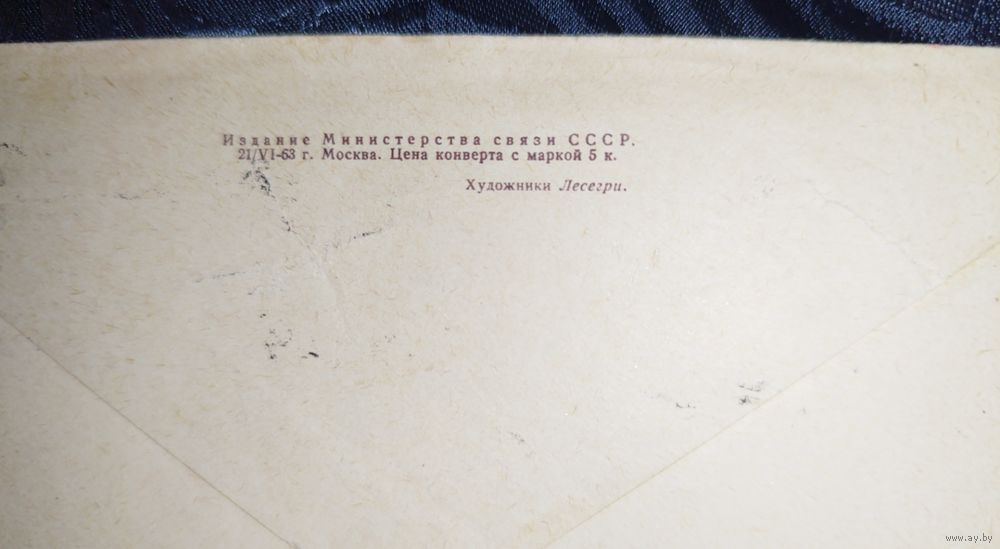 Издание Министерства связи СССР.
21/VI-63 г. Москва. Цена конверта с маркой 5 к.
Художники Лесегри.
www.ay.by